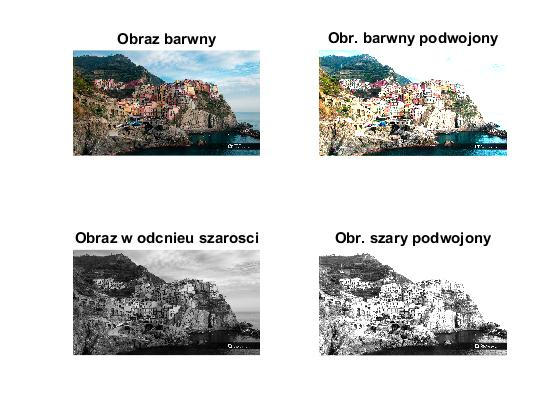 Obraz barwny
Obr. barwny podwojony
Obraz w odcnieu szarosci
Obr. szary podwojony